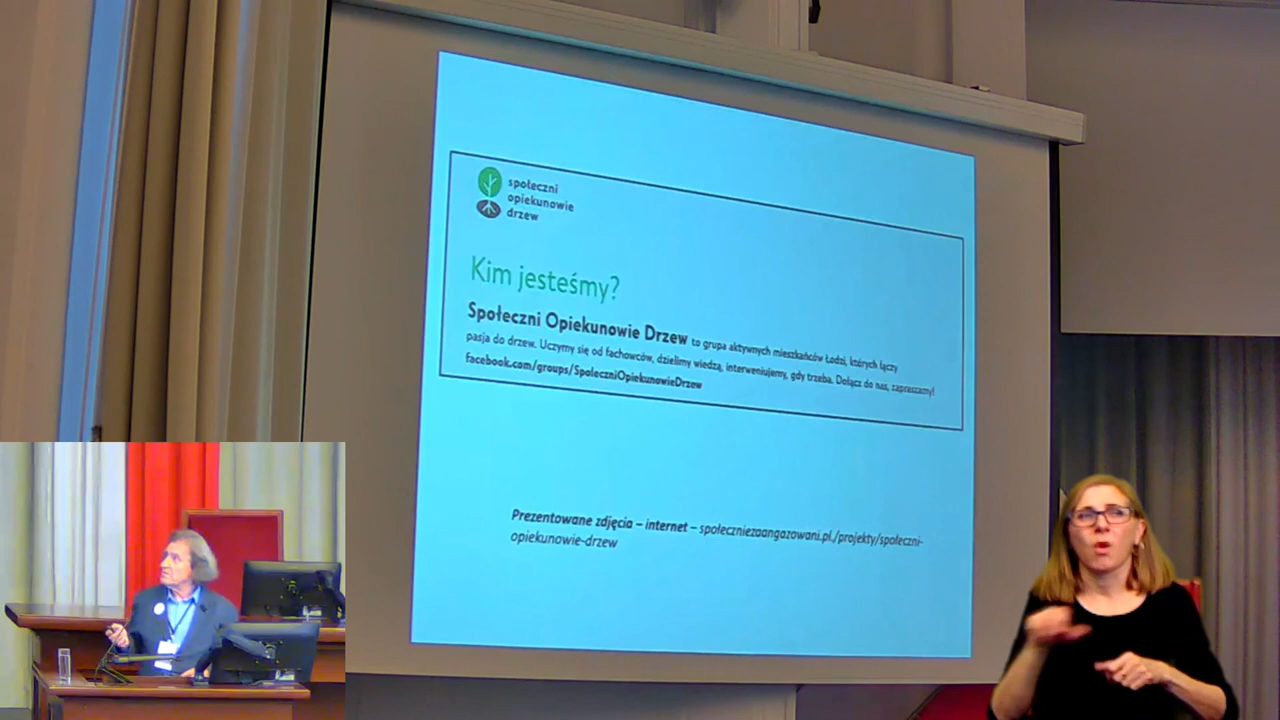 społeczni
opiekunowie
drzew
Kim jesteśmy?
Społeczni Opiekunowie Drzew to grupa aktywnych mieszkańców Łodzi, których łączy
pasja do drzew. Uczymy się od fachowców, dzielimy wiedzą, interweniujemy, gdy trzeba. Dołącz do nas, zapraszamy!
facebook.com/groups/SpoleczniOpiekunowieDrzew
Prezentowane zdjęcia – internet – społeczniezaangazowani.pl./projekty/społeczni-
opiekunowie-drzew